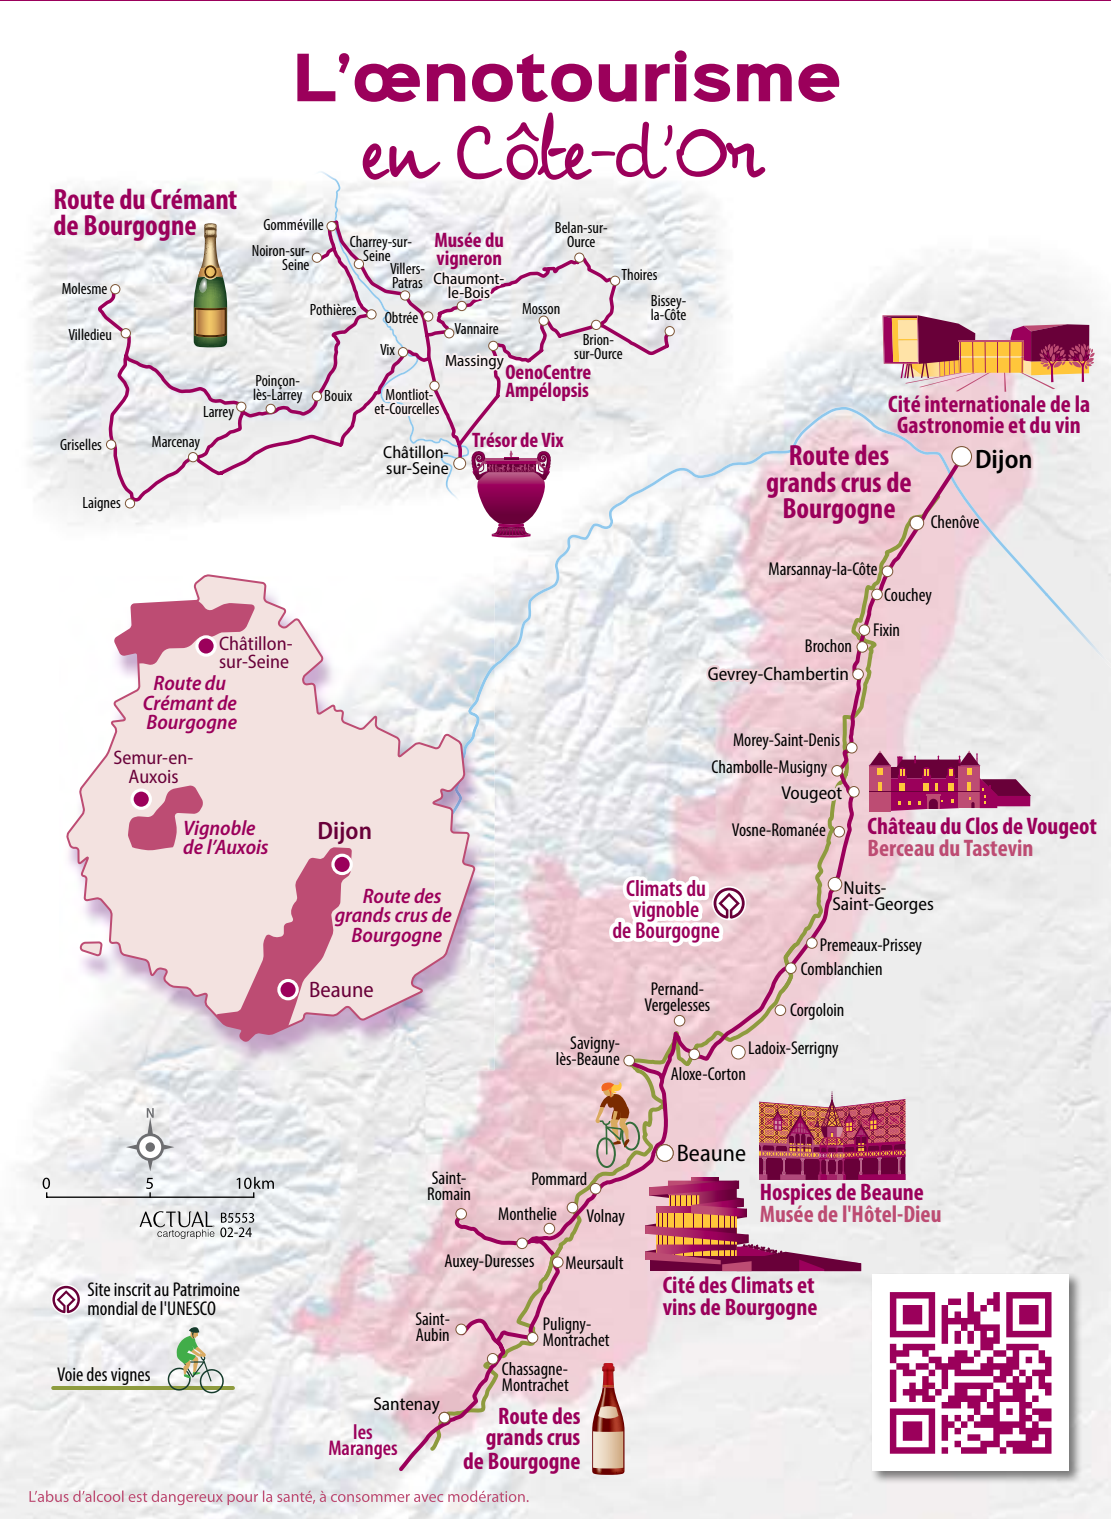 L'œnotourisme
en Côte-d'Or
Route du Crémant
de Bourgogne
Gomméville
Noiron-sur-
Seine
Charrey-sur-
Seine
Villers-
Patras
Musée du
vigneron
Chaumont-
le-Bois
Belan-sur-
Ource
Thoires
Bissey-
la-Côte
Molesme
Villedieu
Pothières
Obtrée
Vannaire
Mosson
Brion-
sur-Ource
Vix
Massingy
OenoCentre
Ampélopsis
Poinçon-
lès-Larrey
Larrey
Bouix
Montliot-
et-Courcelles
Griselles
Marcenay
Châtillon-
sur-Seine
Trésor de Vix
Laignes
Cité internationale de la
Gastronomie et du vin
Route des
grands crus de
Bourgogne
Dijon
Chenôve
Marsannay-la-Côte
Couchey
Fixin
Brochon
Gevrey-Chambertin
Morey-Saint-Denis
Chambolle-Musigny
Vougeot
Vosne-Romanée
Château du Clos de Vougeot
Berceau du Tastevin
Nuits-
Saint-Georges
Climats du
vignoble
de Bourgogne
Premeaux-Prissey
Comblanchien
Pernand-
Vergelesses
Corgoloin
Savigny-
lès-Beaune
Ladoix-Serrigny
Aloxe-Corton
Châtillon-
sur-Seine
Route du
Crémant de
Bourgogne
Semur-en-
Auxois
Vignoble
de l'Auxois
Dijon
Route des
grands crus de
Bourgogne
Beaune
N
0 5 10km
ACTUAL
cartographie
B5553
02-24
Beaune
Hospices de Beaune
Musée de l'Hôtel-Dieu
Pommard
Saint-
Romain
Monthelie
Volnay
Auxey-Duresses
Meursault
Cité des Climats et
vins de Bourgogne
Saint-
Aubin
Puligny-
Montrachet
Chassagne-
Montrachet
Santenay
les
Maranges
Route des
grands crus
de Bourgogne
Site inscrit au Patrimoine
mondial de l'UNESCO
Voie des vignes
L'abus d'alcool est dangereux pour la santé, à consommer avec modération.